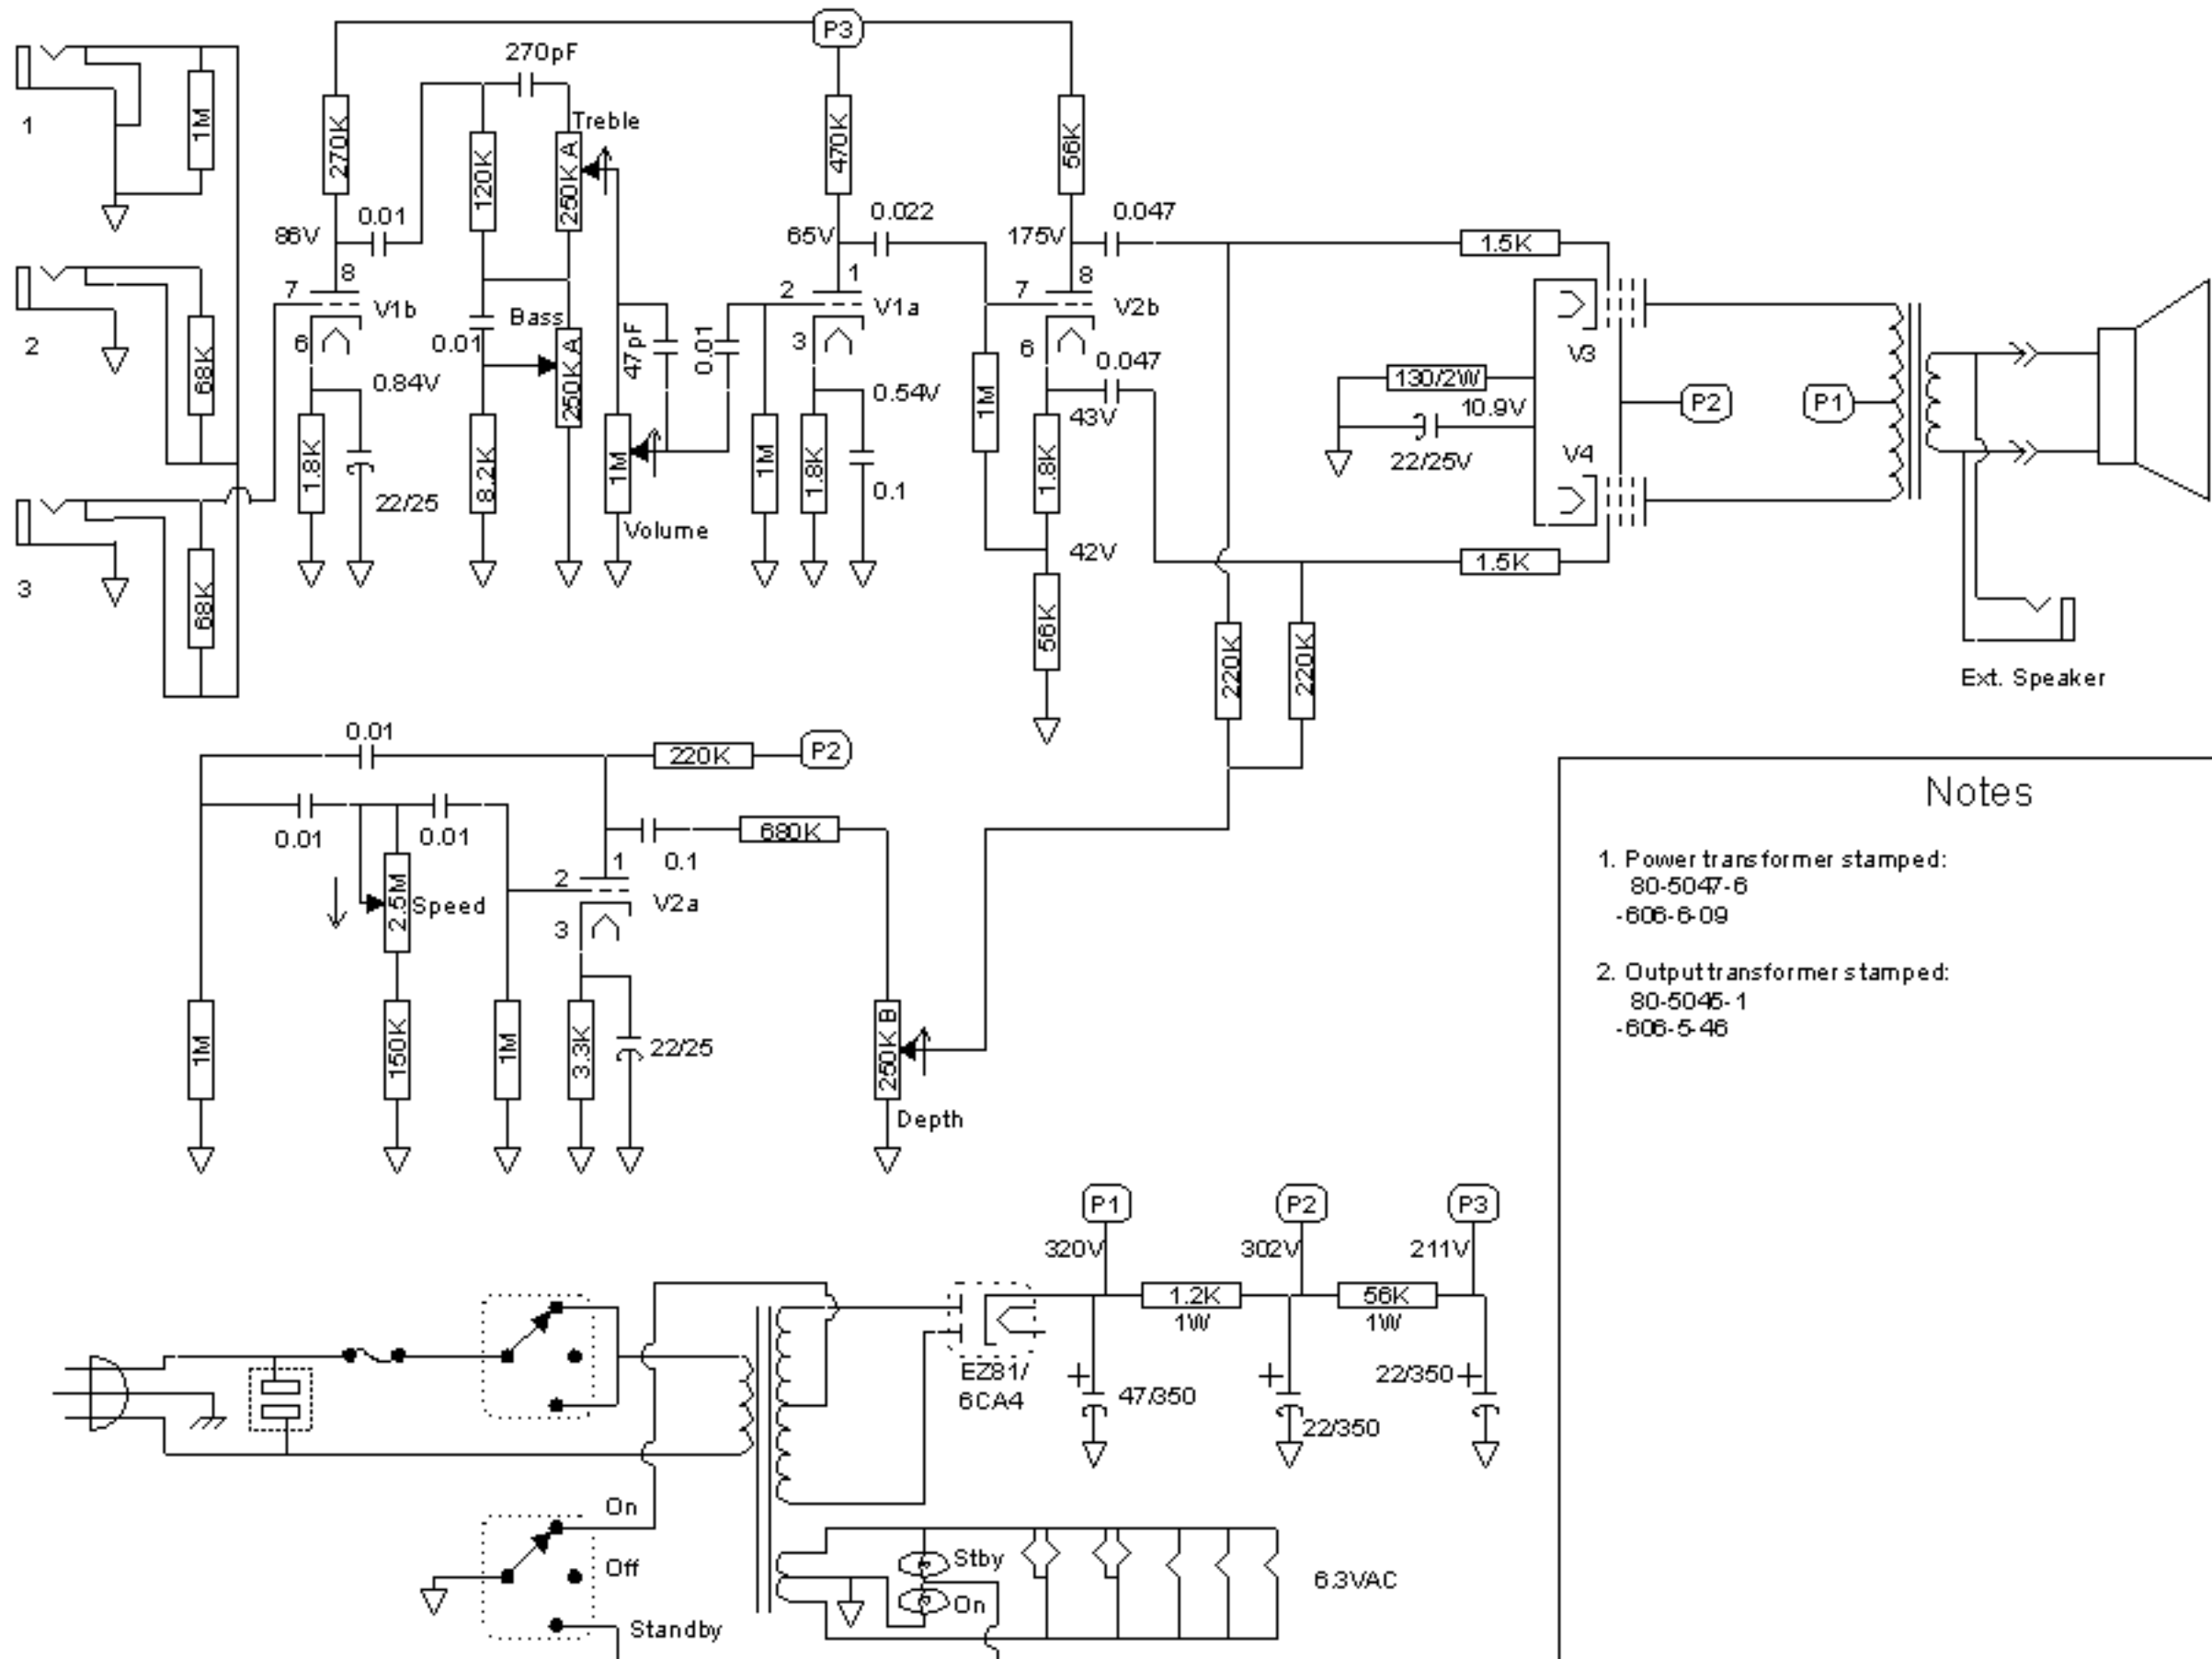 P3
270pF
1
1M
270K
120K
Treble
250K A
470K
56K
0.01
86V
8
7
V1b
6
0.84V
1.8K
22/25
2
68K
3
68K
0.01
Bass
250K A
8.2K
47pF
0.01
1M
Volume
65V
0.022
1
2
V1a
3
0.54V
1M
1.8K
0.1
175V
0.047
8
7
V2b
6
0.047
1M
43V
1.8K
42V
56K
1.5K
V3
130/2W
10.9V
22/25V
V4
P2
P1
1.5K
220K
220K
Ext. Speaker
0.01
220K
P2
0.01
0.01
2.5M
Speed
0.1
680K
1
2
V2a
3
1M
150K
1M
3.3K
22/25
250K B
Depth
Notes
1. Power transformer stamped:
80-5047-6
-606-6-09
2. Output transformer stamped:
80-5045-1
-606-5-46
P1
P2
P3
320V
302V
211V
1.2K
1W
56K
1W
EZ81/
6CA4
47/350
22/350
22/350
On
Off
Standby
Stby
On
6.3VAC